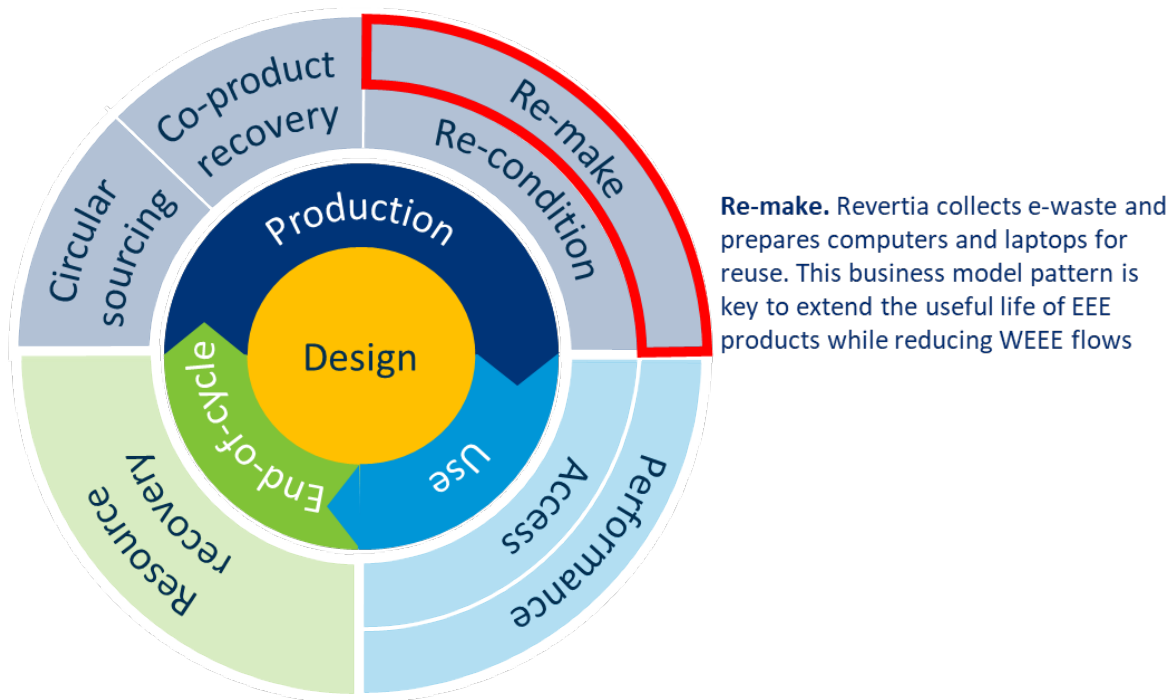 Co-product
recovery
Re-make
Re-condition
Circular
sourcing
Production
Design
End-of-cycle
Use
Resource
recovery
Access
Performance
Re-make. Revertia collects e-waste and
prepares computers and laptops for
reuse. This business model pattern is
key to extend the useful life of EEE
products while reducing WEEE flows